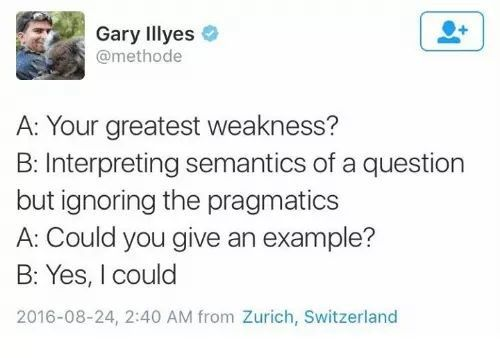 Gary Illyes
@methode
A: Your greatest weakness?
B: Interpreting semantics of a question
but ignoring the pragmatics
A: Could you give an example?
B: Yes, I could
2016-08-24, 2:40 AM from Zurich, Switzerland